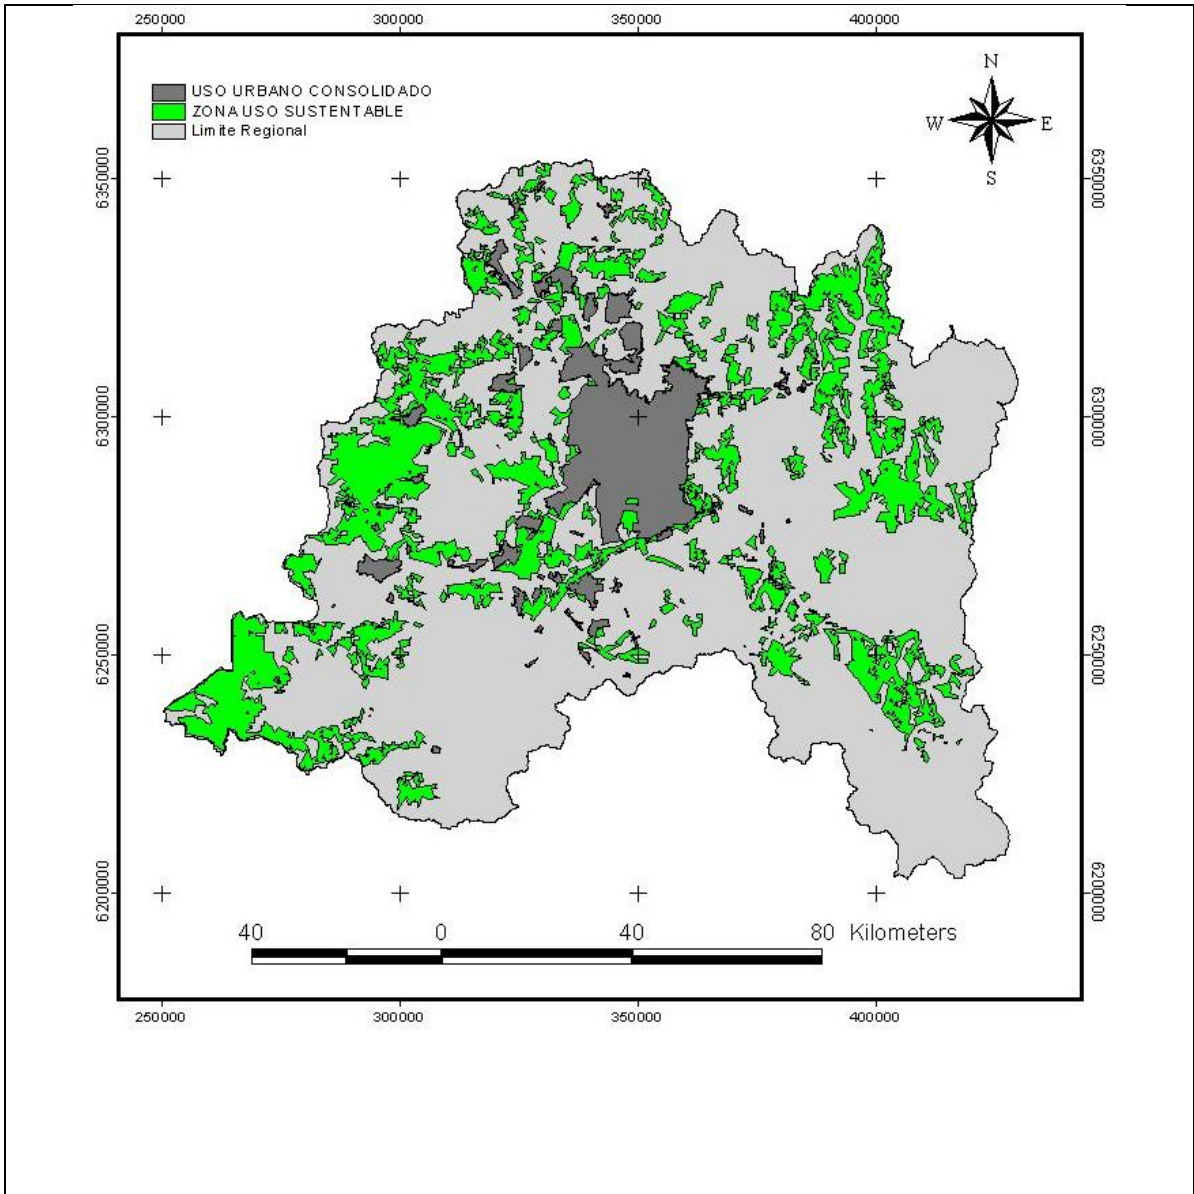 250000 300000 350000 400000
N
W E
S
USO URBANO CONSOLIDADO
ZONA USO SUSTENTABLE
Limite Regional
6350000 6350000
6300000 6300000
6250000 6250000
6200000 6200000
40 0 40 80 Kilometers
250000 300000 350000 400000